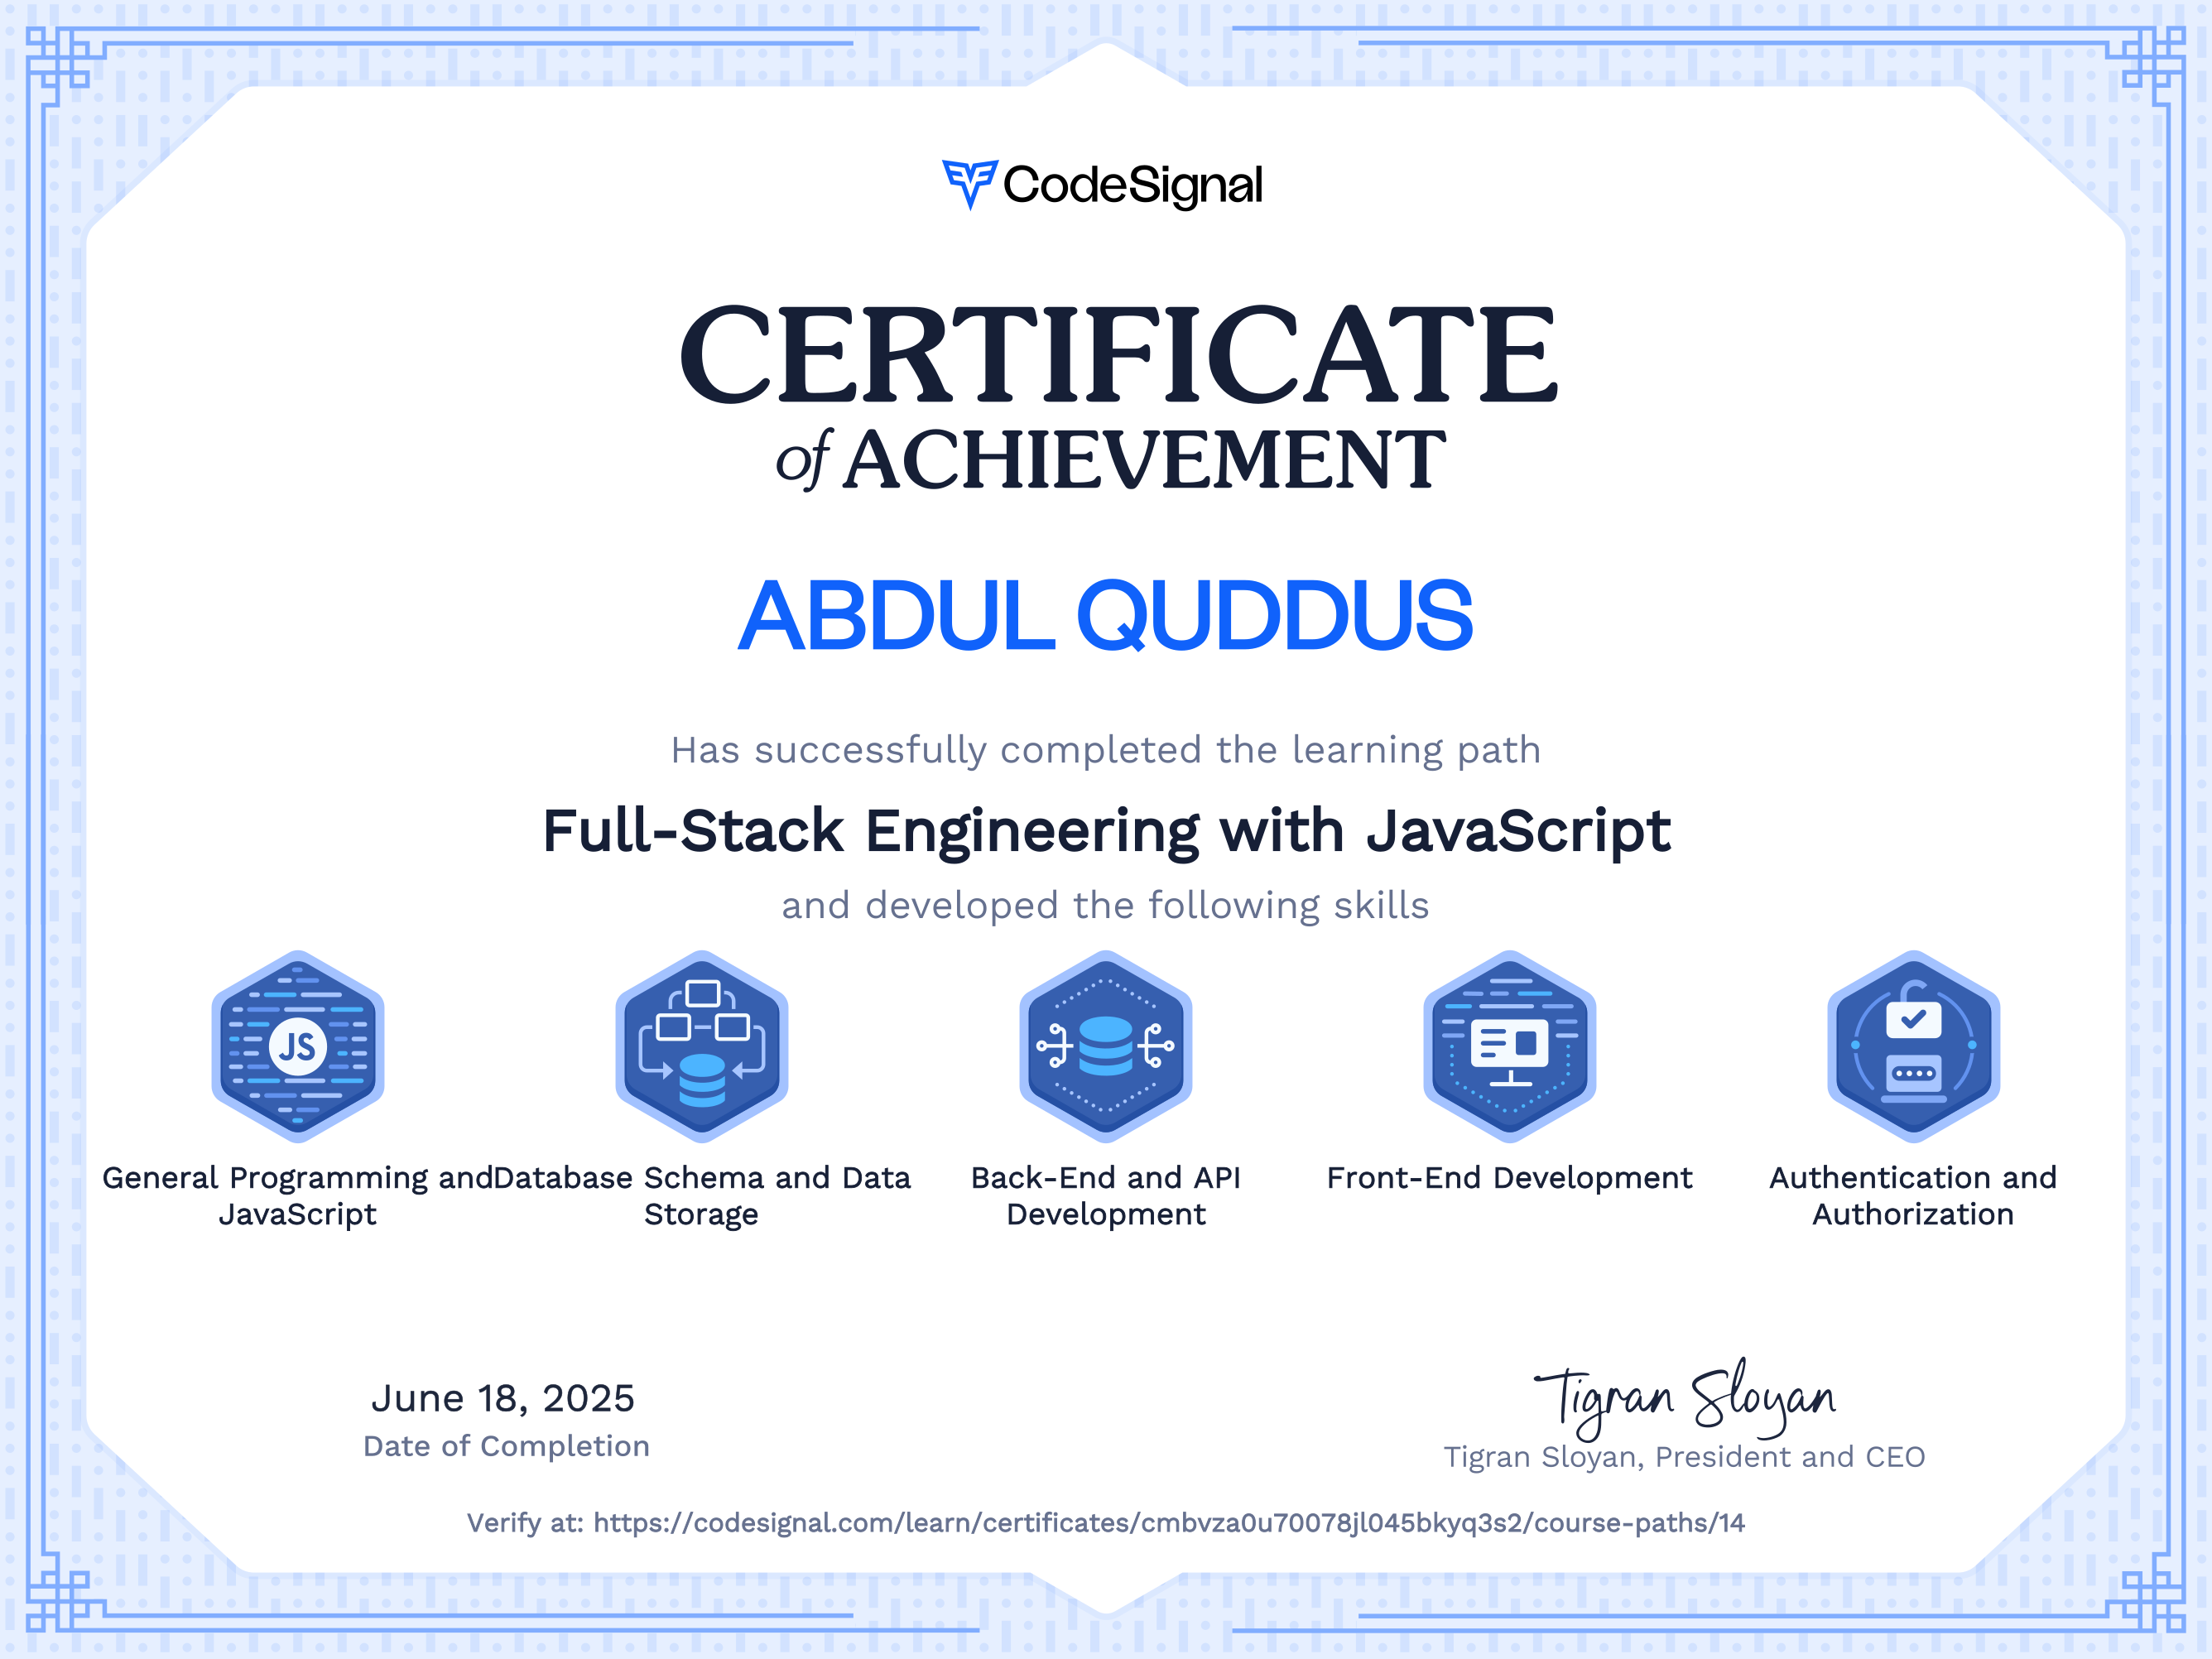 CodeSignal
CERTIFICATE
of ACHIEVEMENT
ABDUL QUDDUS
Has successfully completed the learning path
Full-Stack Engineering with JavaScript
and developed the following skills
JS
General Programming and
JavaScript
Database Schema and Data
Storage
Back-End and API
Development
Front-End Development
Authentication and
Authorization
June 18, 2025
Date of Completion
Tigran Sloyan
Tigran Sloyan, President and CEO
Verify at: https://codesignal.com/learn/certificates/cmbvza0u70078jl045bkyq3s2/course-paths/14